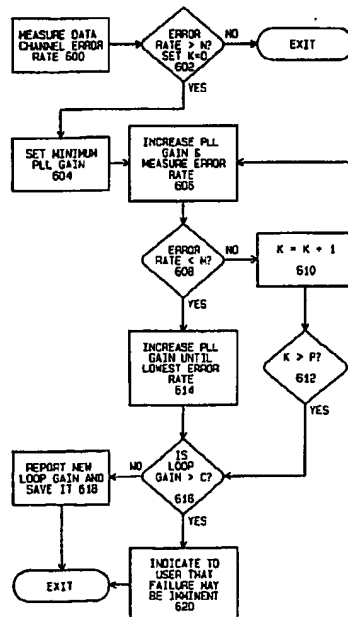 MEASURE DATA
CHANNEL ERROR
RATE 600
ERROR
RATE > N?
SET K=0
602
NO
EXIT
YES
SET MINIMUM
PLL GAIN
604
INCREASE PLL
GAIN &
MEASURE ERROR
RATE
606
ERROR
RATE < M?
608
NO
K = K + 1
610
YES
K > P?
612
YES
INCREASE PLL
GAIN UNTIL
LOWEST ERROR
RATE
614
IS
LOOP
GAIN > C?
616
NO
REPORT NEW
LOOP GAIN AND
SAVE IT 618
YES
INDICATE TO
USER THAT
FAILURE MAY
BE IMMINENT
620
EXIT